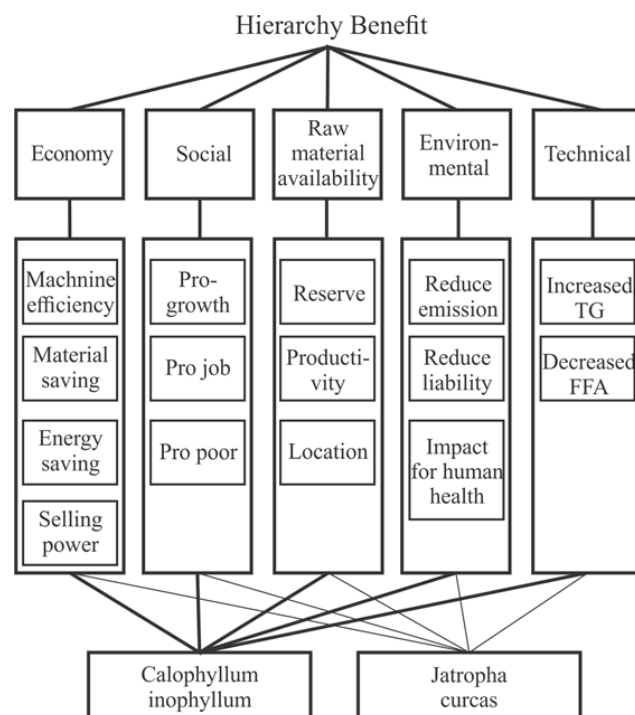 Hierarchy Benefit
Economy
Social
Raw
material
availability
Environ-
mental
Technical
Machnine
efficiency
Material
saving
Energy
saving
Selling
power
Pro-
growth
Pro job
Pro poor
Reserve
Producti-
vity
Location
Reduce
emission
Reduce
liability
Impact
for human
health
Increased
TG
Decreased
FFA
Calophyllum
inophyllum
Jatropha
curcas